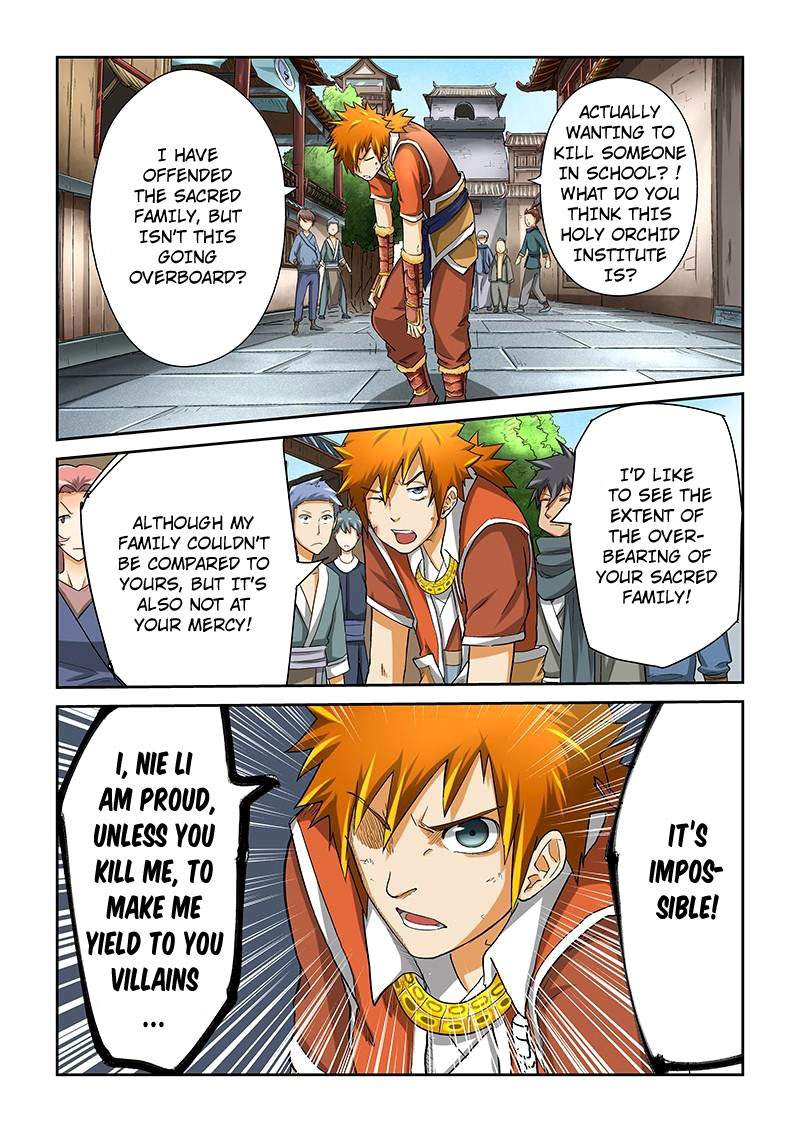 I HAVE
OFFENDED
THE SACRED
FAMILY, BUT
ISN'T THIS
GOING
OVERBOARD?
ACTUALLY
WANTING TO
KILL SOMEONE
IN SCHOOL? !
WHAT DO YOU
THINK THIS
HOLY ORCHID
INSTITUTE
IS?
ALTHOUGH MY
FAMILY COULDN'T
BE COMPARED TO
YOURS, BUT IT'S
ALSO NOT AT
YOUR MERCY!
I'D LIKE
TO SEE THE
EXTENT OF
THE OVER-
BEARING OF
YOUR SACRED
FAMILY!
I, NIE LI
AM PROUD,
UNLESS YOU
KILL ME, TO
MAKE ME
YIELD TO YOU
VILLAINS
...
IT'S
IMPOS-
SIBLE!